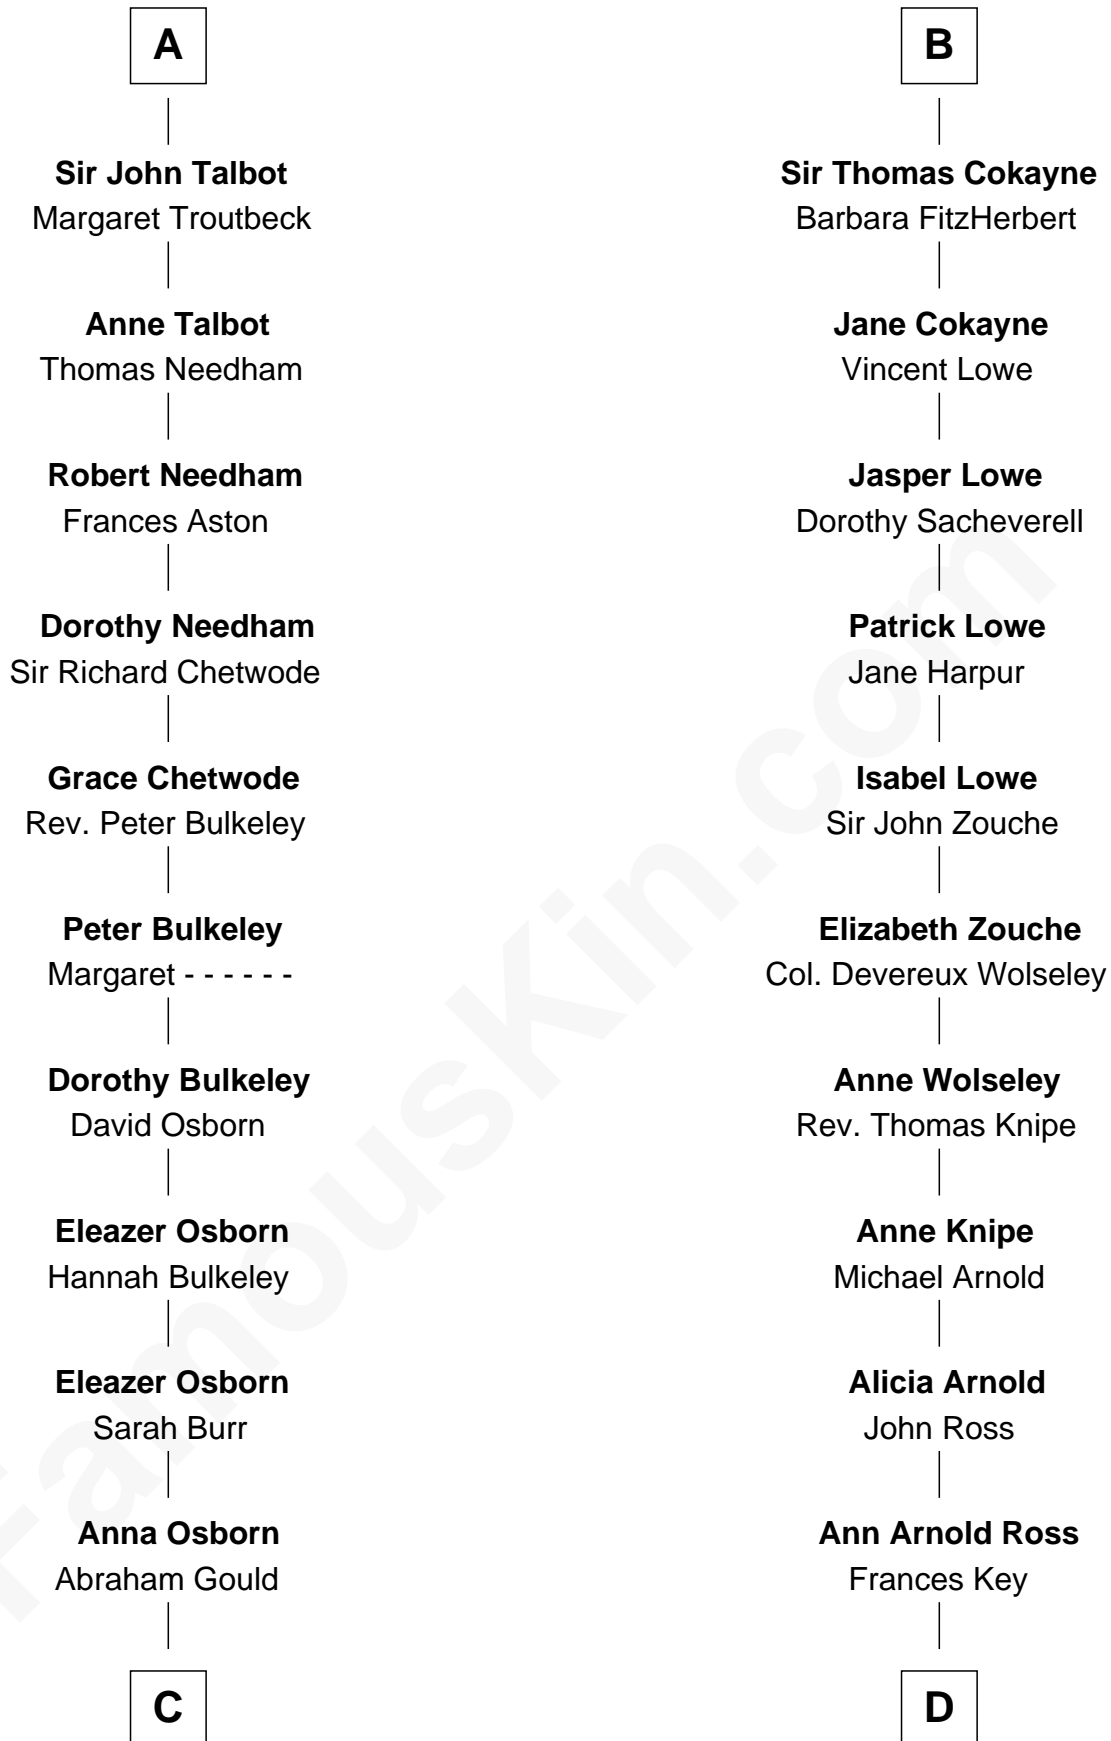 A
Sir John Talbot
Margaret Troutbeck
Anne Talbot
Thomas Needham
Robert Needham
Frances Aston
Dorothy Needham
Sir Richard Chetwode
Grace Chetwode
Rev. Peter Bulkeley
Peter Bulkeley
Margaret - - - - - -
Dorothy Bulkeley
David Osborn
Eleazer Osborn
Hannah Bulkeley
Eleazer Osborn
Sarah Burr
Anna Osborn
Abraham Gould
C
B
Sir Thomas Cokayne
Barbara FitzHerbert
Jane Cokayne
Vincent Lowe
Jasper Lowe
Dorothy Sacheverell
Patrick Lowe
Jane Harpur
Isabel Lowe
Sir John Zouche
Elizabeth Zouche
Col. Devereux Wolseley
Anne Wolseley
Rev. Thomas Knipe
Anne Knipe
Michael Arnold
Alicia Arnold
John Ross
Ann Arnold Ross
Frances Key
D
FamousKin.com